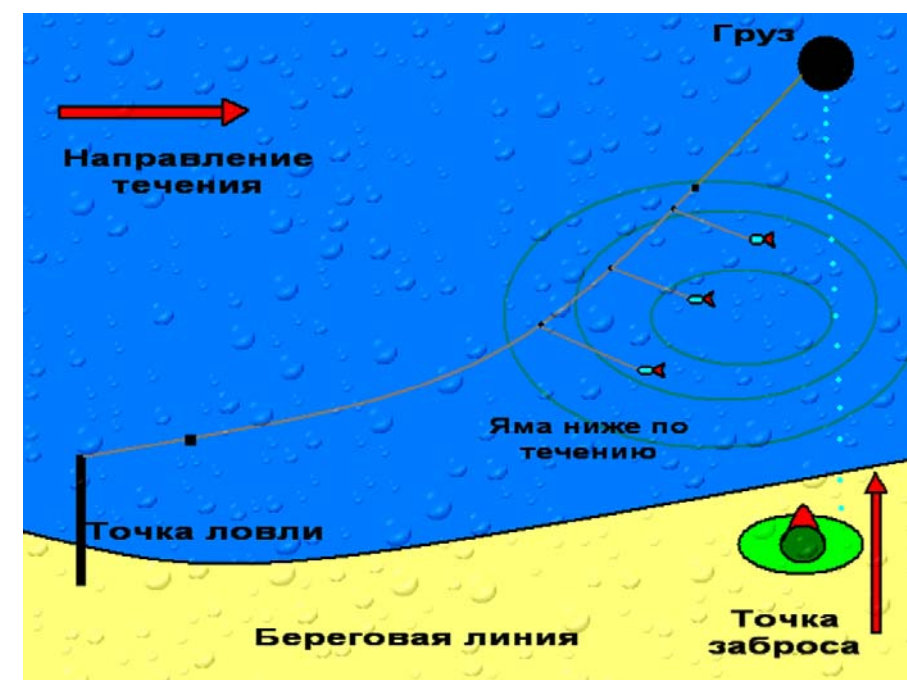 Груз
Направление
течения
Яма ниже по
течению
Точка ловли
Точка
заброса
Береговая линия